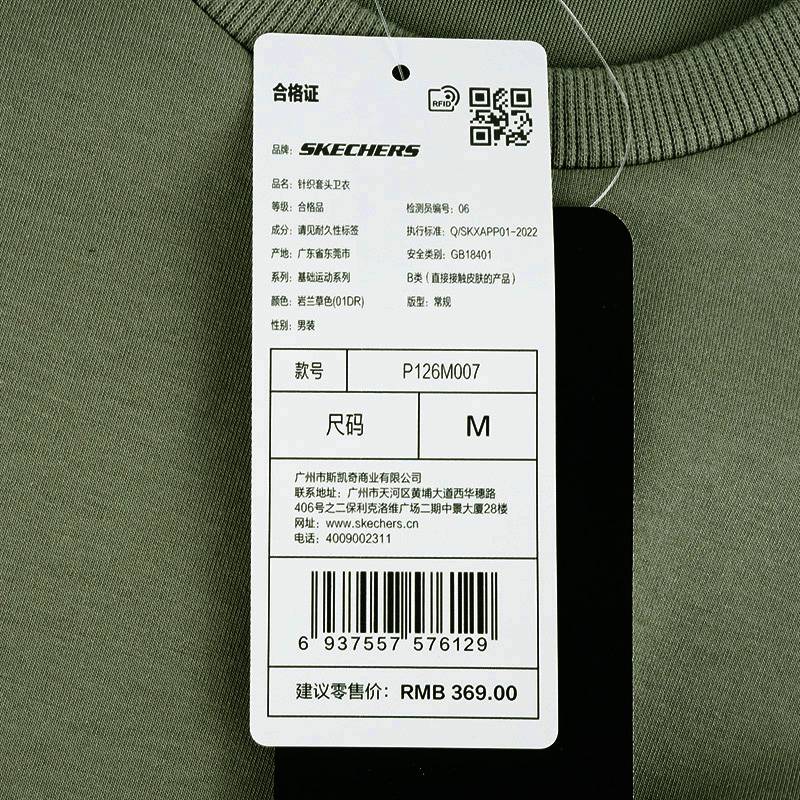 合格证
RFID
品牌: SKECHERS
品名: 针织套头卫衣
等级: 合格品 检测员编号: 06
成分: 请见耐久性标签 执行标准: Q/SKXAPP01-2022
产地: 广东省东莞市 安全类别: GB18401
系列: 基础运动系列 B类 (直接接触皮肤的产品)
颜色: 岩兰草色(01DR) 版型: 常规
性别: 男装
款号 P126M007
尺码 M
广州市斯凯奇商业有限公司
联系地址: 广州市天河区黄埔大道西华穗路
406号之二保利克洛维广场二期中景大厦28楼
网址: www.skechers.cn
电话: 4009002311
6 937557 576129
建议零售价: RMB 369.00